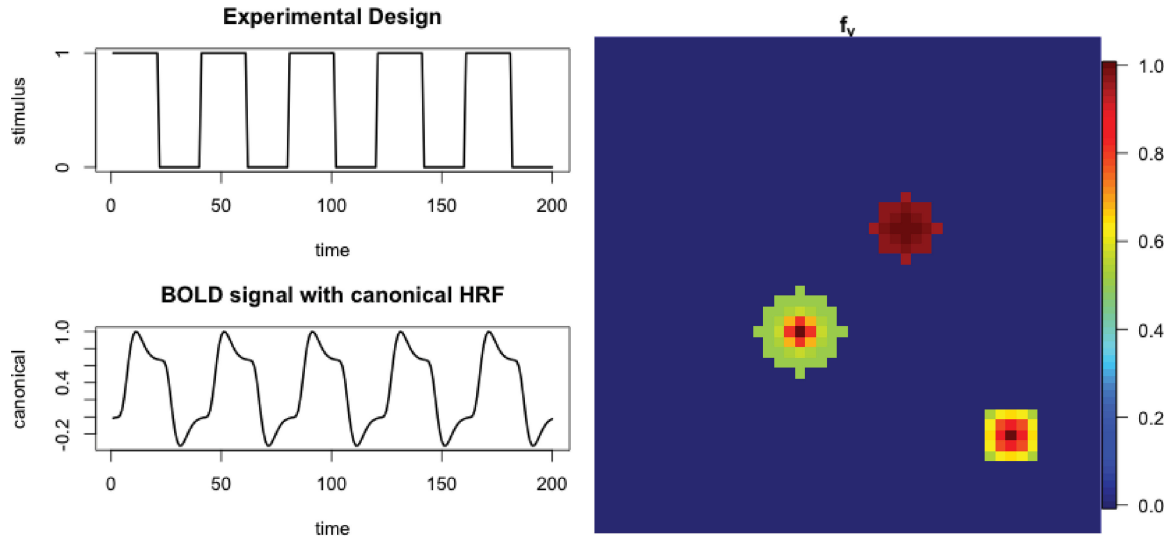 Experimental Design
stimulus
1
0
0 50 100 150 200
time
BOLD signal with canonical HRF
canonical
1.0
0.4
-0.2
0 50 100 150 200
time
f_v
1.0
0.8
0.6
0.4
0.2
0.0